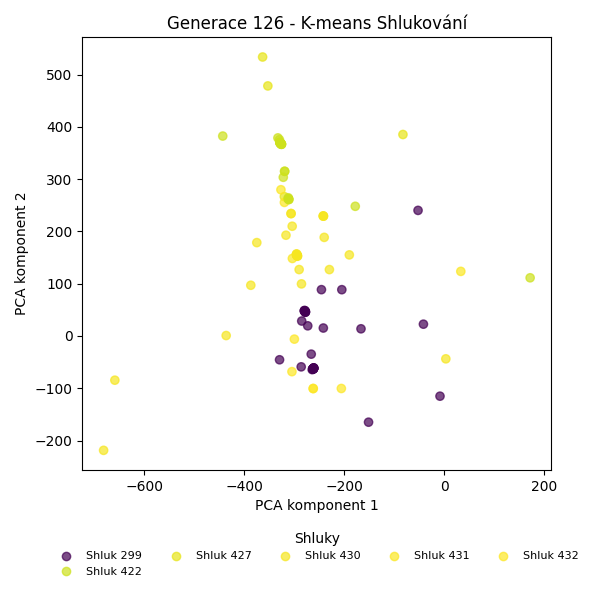 Generace 126 - K-means Shlukování
PCA komponent 2
500
400
300
200
100
0
−100
−200
−600
−400
−200
0
200
PCA komponent 1
Shluky
Shluk 299
Shluk 427
Shluk 430
Shluk 431
Shluk 432
Shluk 422